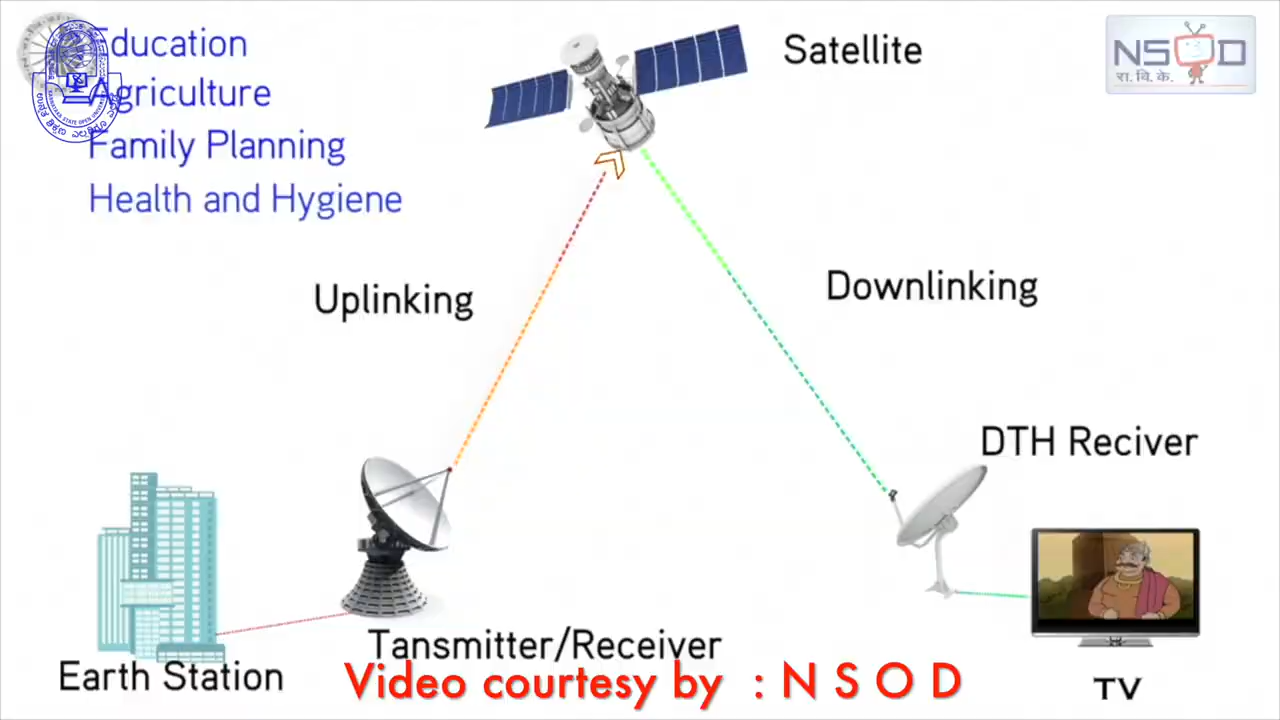 Education
Agriculture
Family Planning
Health and Hygiene
Satellite
NSOD
रा. वि. के.
Uplinking
Downlinking
DTH Reciver
Tansmitter/Receiver
Earth Station
Video courtesy by : N S O D
TV